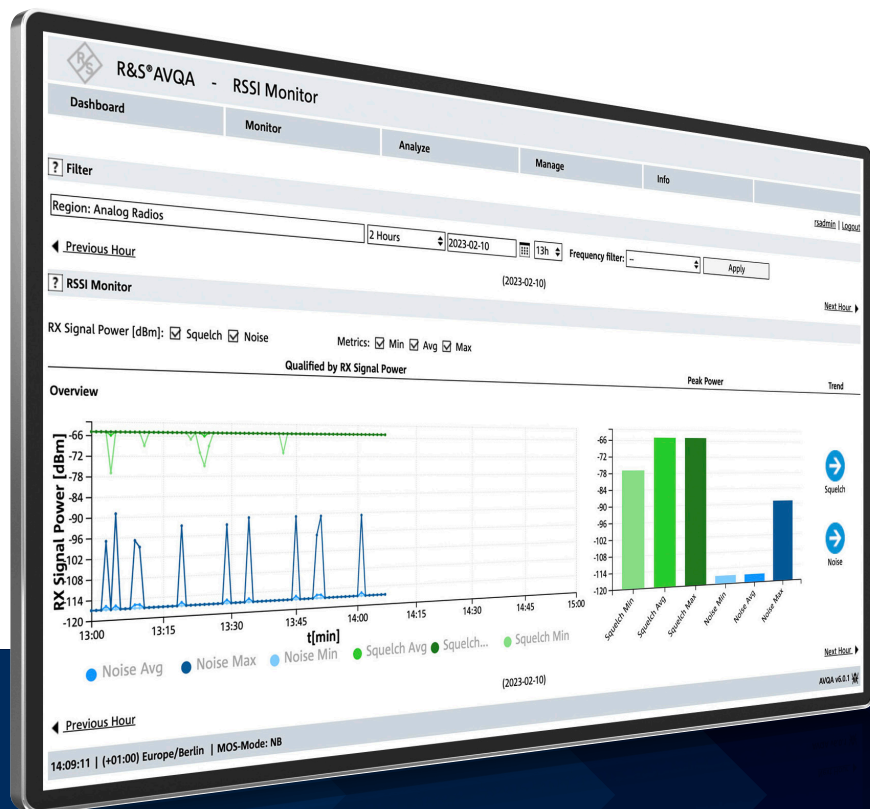 R&S
R&S®AVQA - RSSI Monitor
Dashboard Monitor Analyze Manage Info
rsadmin | Logout
? Filter
Region: Analog Radios 2 Hours 2023-02-10 13h Frequency filter: -- Apply
Previous Hour (2023-02-10) Next Hour
? RSSI Monitor
RX Signal Power [dBm]: Squelch Noise Metrics: Min Avg Max
Qualified by RX Signal Power Peak Power Trend
Overview
RX Signal Power [dBm]
-66
-72
-78
-84
-90
-96
-102
-108
-114
-120
13:00 13:15 13:30 13:45 14:00 14:15 14:30 14:45 15:00
t[min]
Noise Avg Noise Max Noise Min Squelch Avg Squelch... Squelch Min
-66
-72
-78
-84
-90
-96
-102
-108
-114
-120
Squelch Min Squelch Avg Squelch Max Noise Min Noise Avg Noise Max
Squelch
Noise
Previous Hour (2023-02-10) Next Hour
14:09:11 | (+01:00) Europe/Berlin | MOS-Mode: NB AVQA v6.0.1